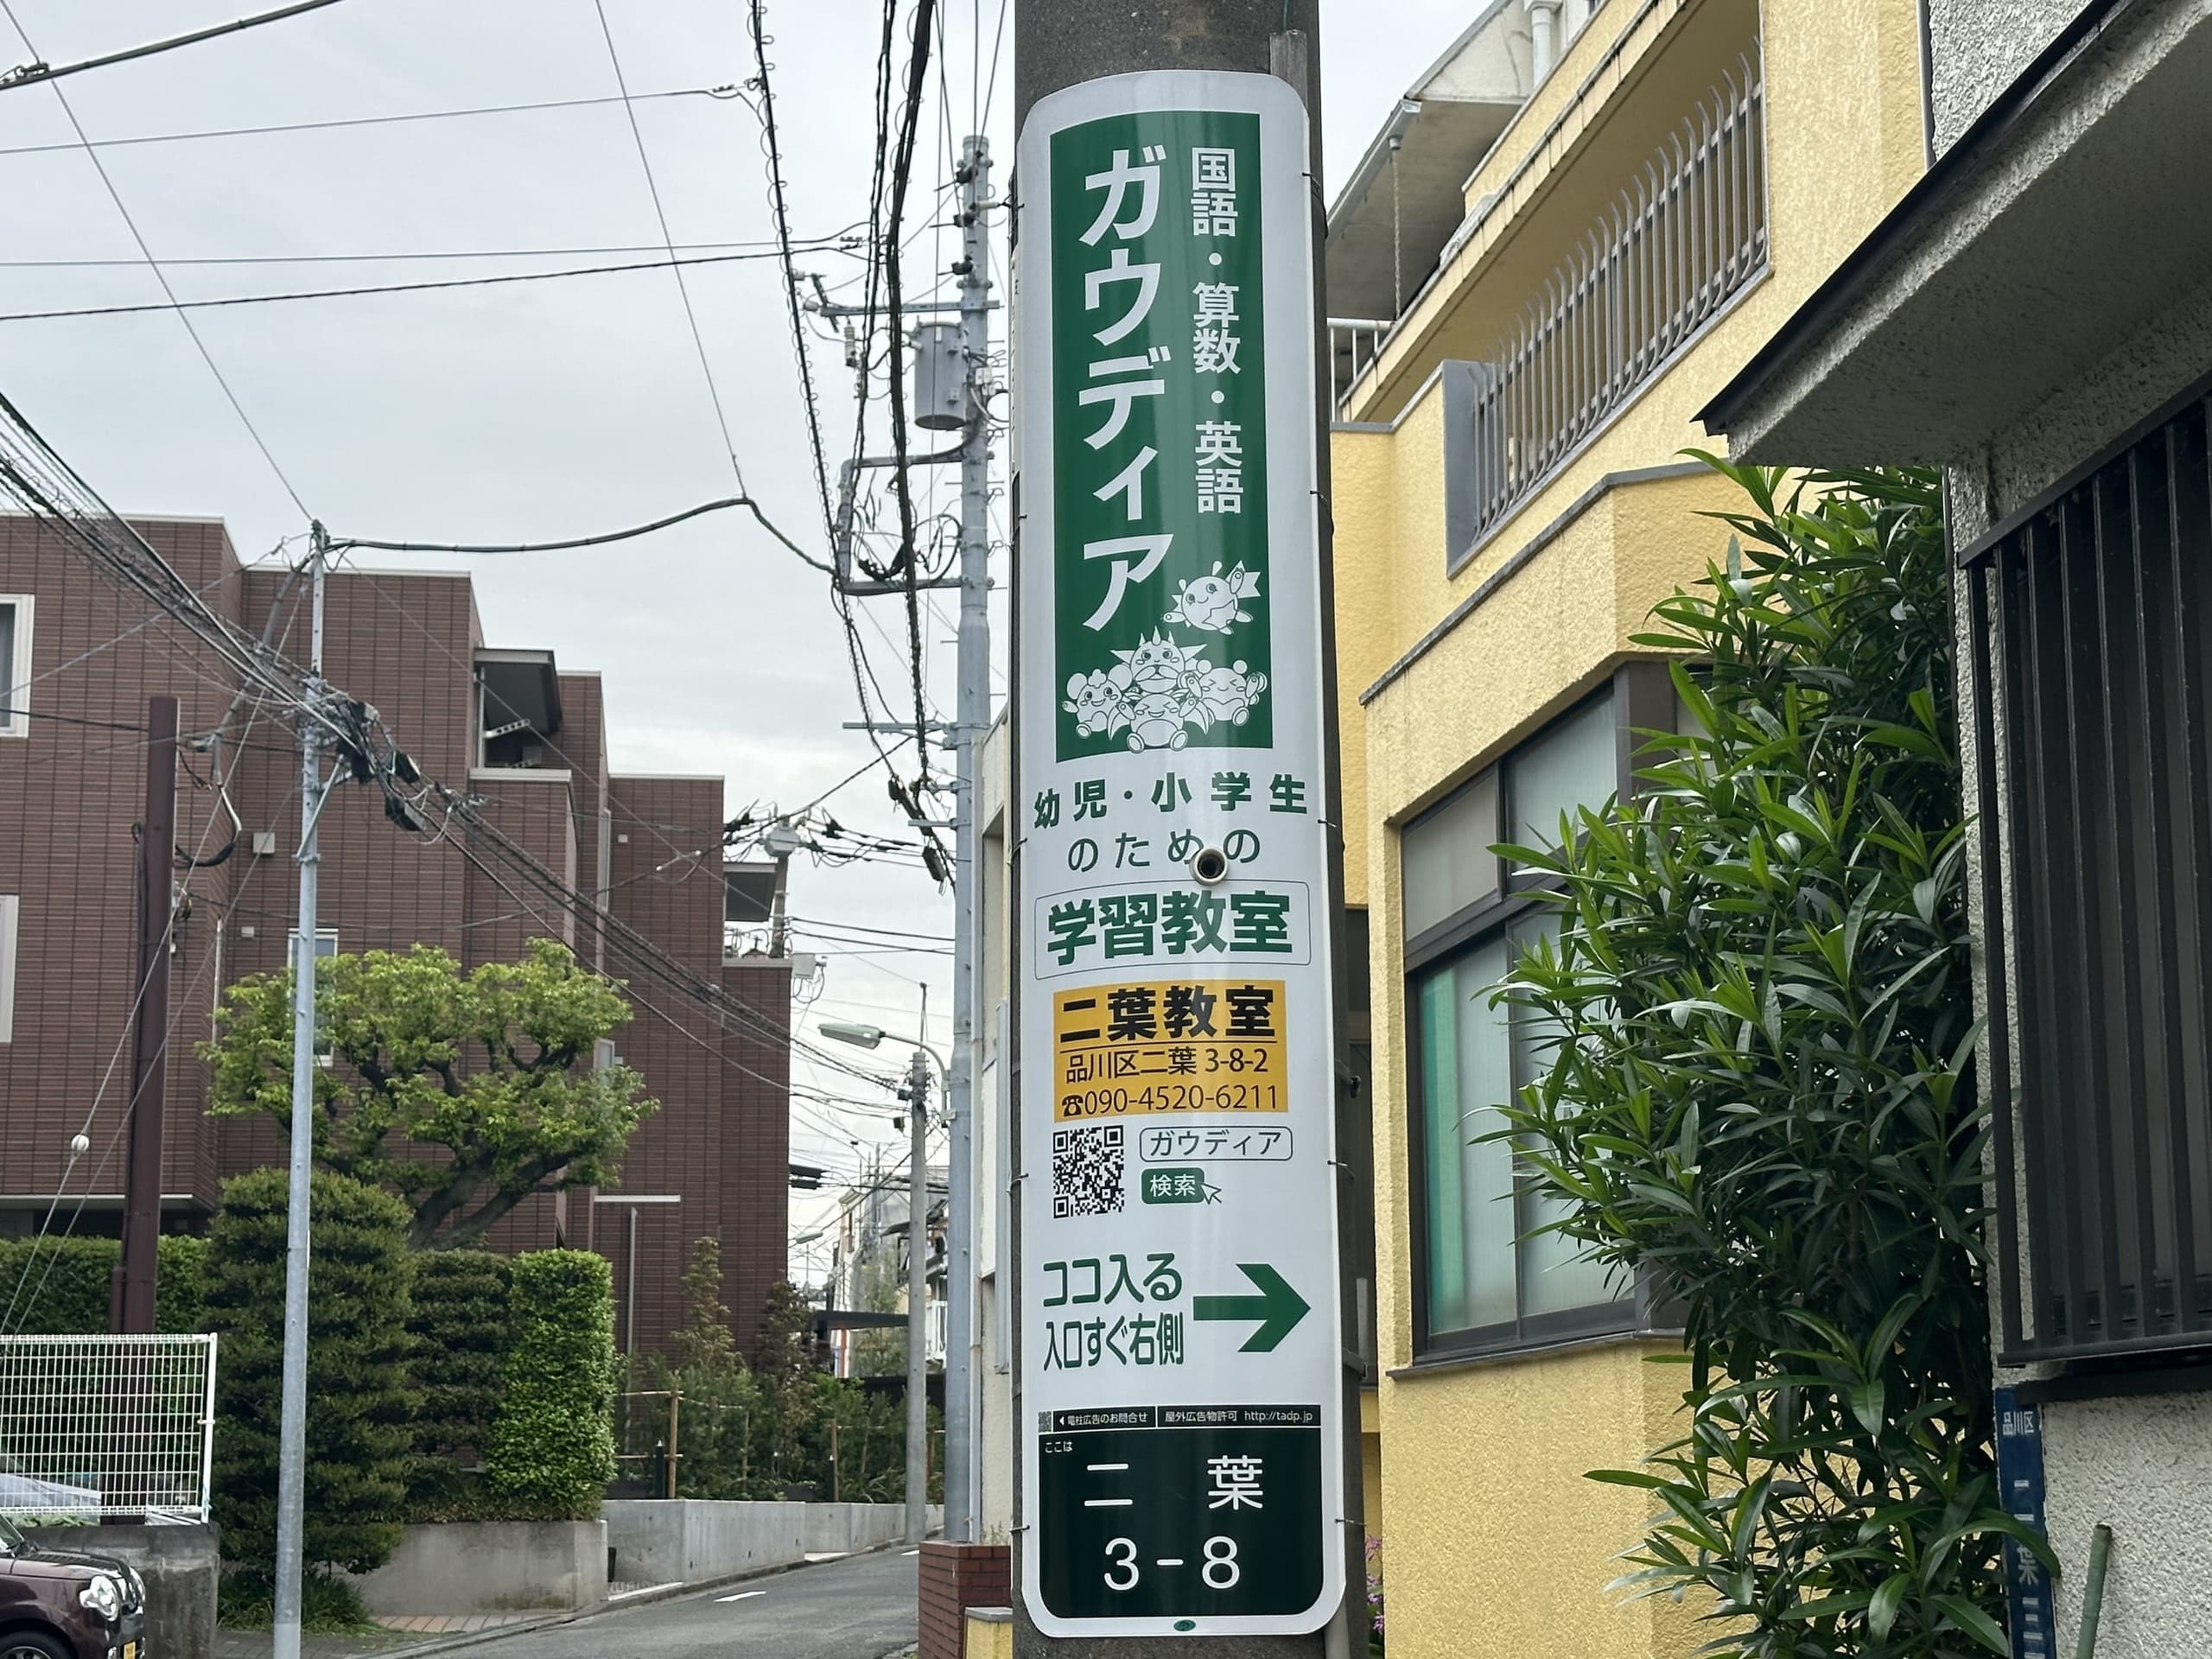 国語・算数・英語
ガウディア
幼児・小学生
のための
学習教室
二葉教室
品川区二葉 3-8-2
☎090-4520-6211
ガウディア
検索
ココ入る
入口すぐ右側
電柱広告のお問合せ
屋外広告物許可 http://tadp.jp
ここは
二 葉
3-8
品川区
二葉三